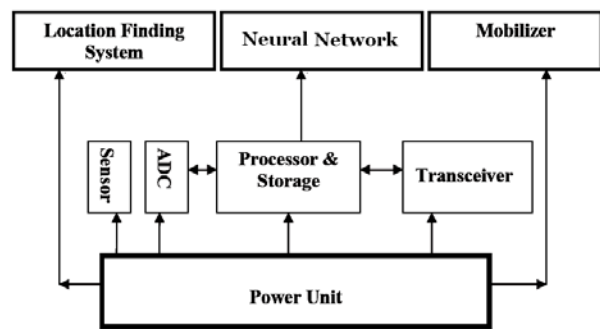 Location Finding
System
Neural Network
Mobilizer
Sensor
ADC
Processor &
Storage
Transceiver
Power Unit